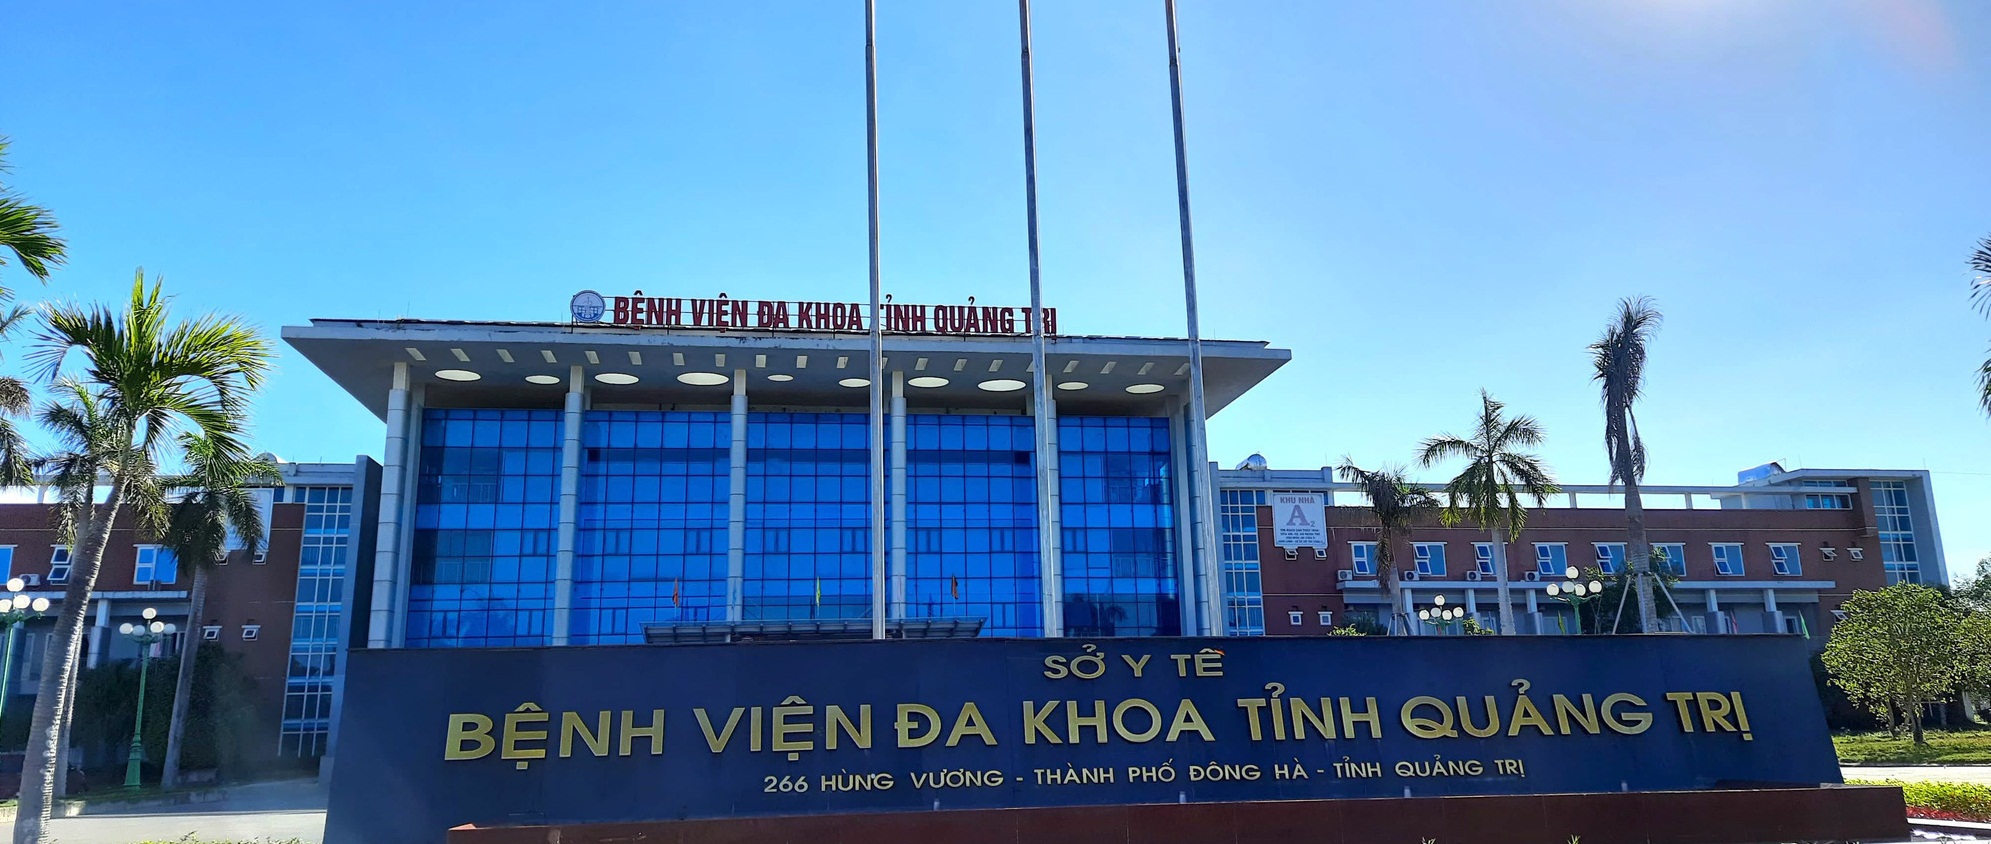 BỆNH VIỆN ĐA KHOA TỈNH QUẢNG TRỊ
KHU NHÀ
A2
SỞ Y TẾ
BỆNH VIỆN ĐA KHOA TỈNH QUẢNG TRỊ
266 HÙNG VƯƠNG - THÀNH PHỐ ĐÔNG HÀ - TỈNH QUẢNG TRỊ